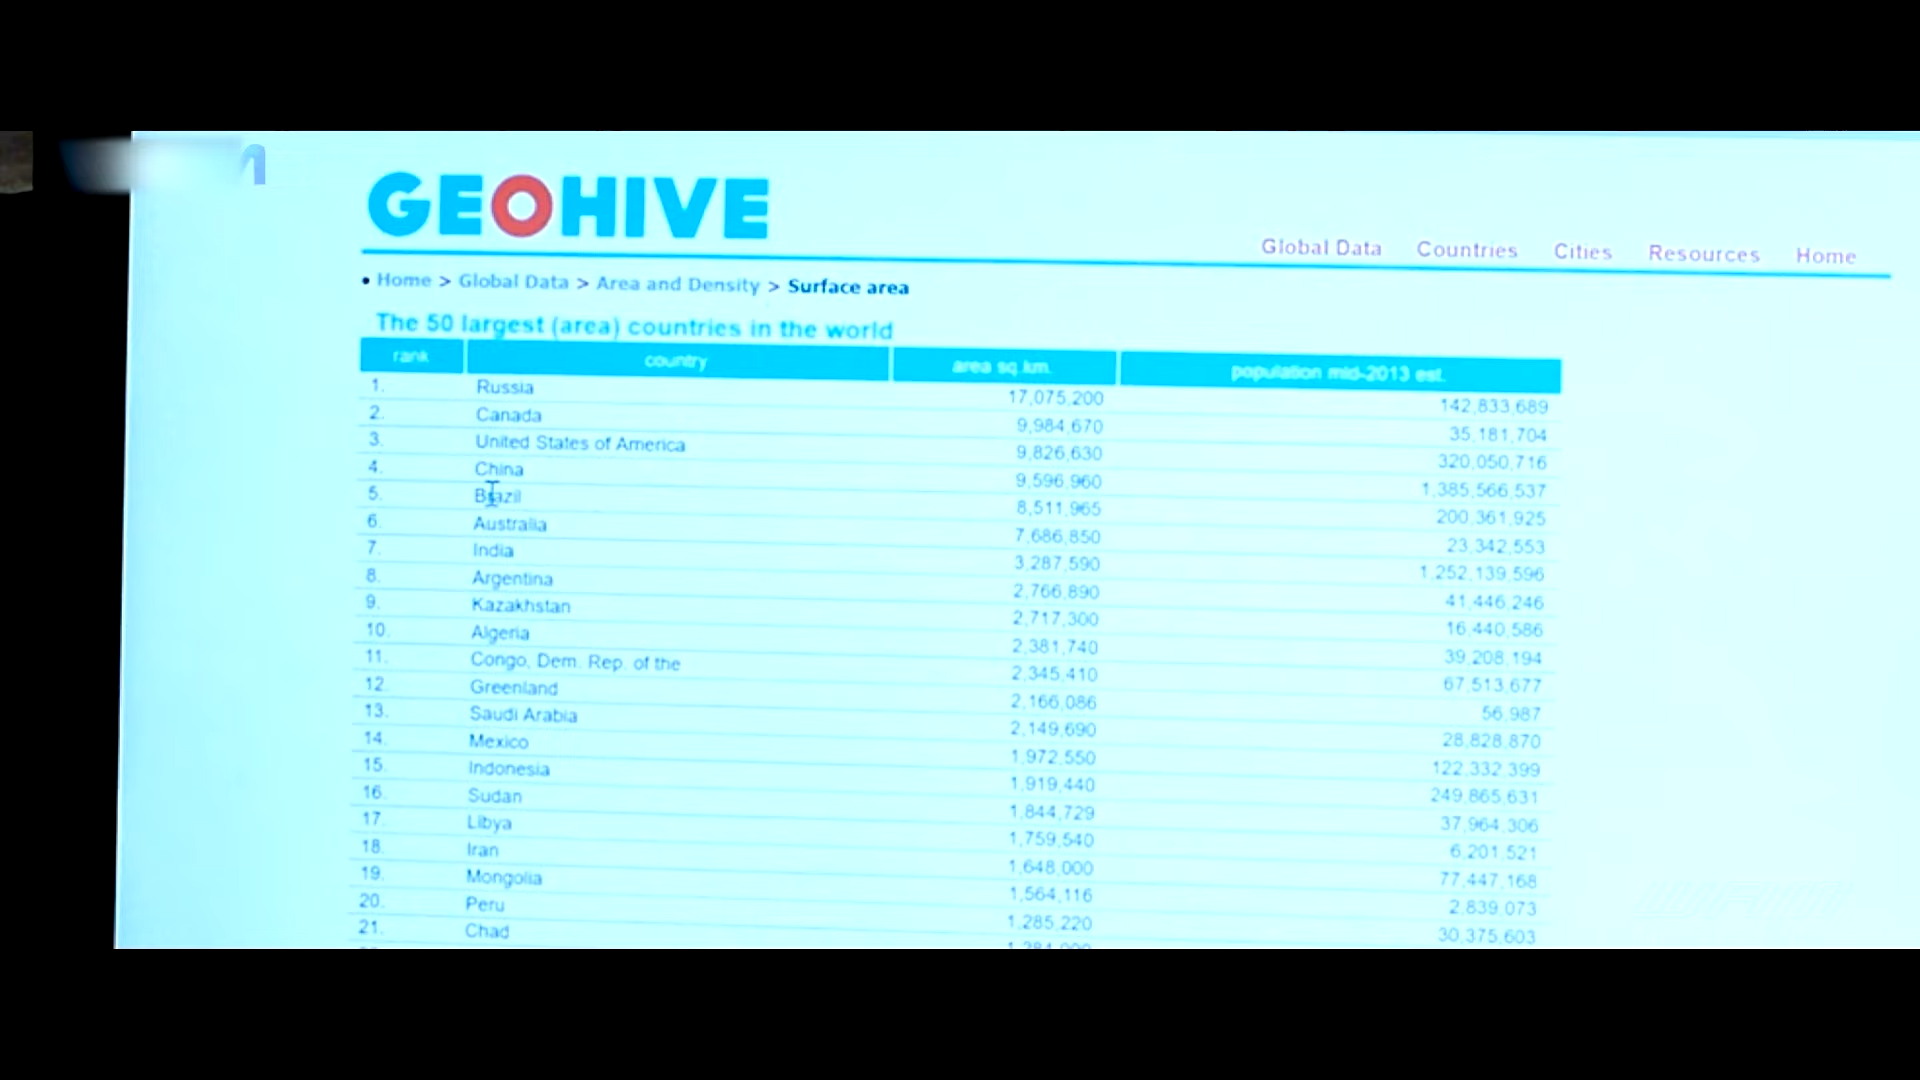 GEOHIVE
Global Data Countries Cities Resources Home
• Home > Global Data > Area and Density > Surface area
The 50 largest (area) countries in the world
rank country area sq.km. population mid-2013 est.
1. Russia 17,075,200 142,833,689
2. Canada 9,984,670 35,181,704
3. United States of America 9,826,630 320,050,716
4. China 9,596,960 1,385,566,537
5. Brazil 8,511,965 200,361,925
6. Australia 7,686,850 23,342,553
7. India 3,287,590 1,252,139,596
8. Argentina 2,766,890 41,446,246
9. Kazakhstan 2,717,300 16,440,586
10. Algeria 2,381,740 39,208,194
11. Congo, Dem. Rep. of the 2,345,410 67,513,677
12. Greenland 2,166,086 56,987
13. Saudi Arabia 2,149,690 28,828,870
14. Mexico 1,972,550 122,332,399
15. Indonesia 1,919,440 249,865,631
16. Sudan 1,844,729 37,964,306
17. Libya 1,759,540 6,201,521
18. Iran 1,648,000 77,447,168
19. Mongolia 1,564,116 2,839,073
20. Peru 1,285,220 30,375,603
21. Chad